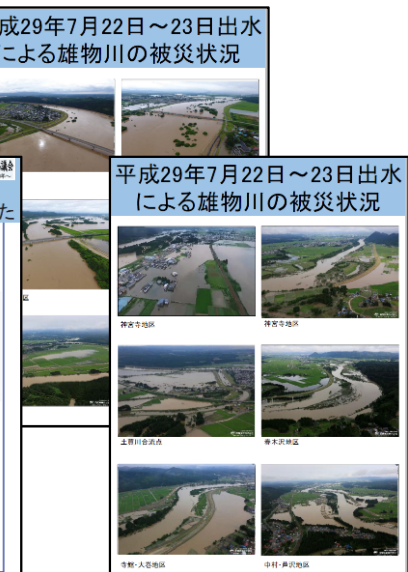 成29年7月22日～23日出水
による雄物川の被災状況
た
区
平成29年7月22日～23日出水
による雄物川の被災状況
神宮寺地区
神宮寺地区
土買川合流点
寺館・大巻地区
中村・芦沢地区